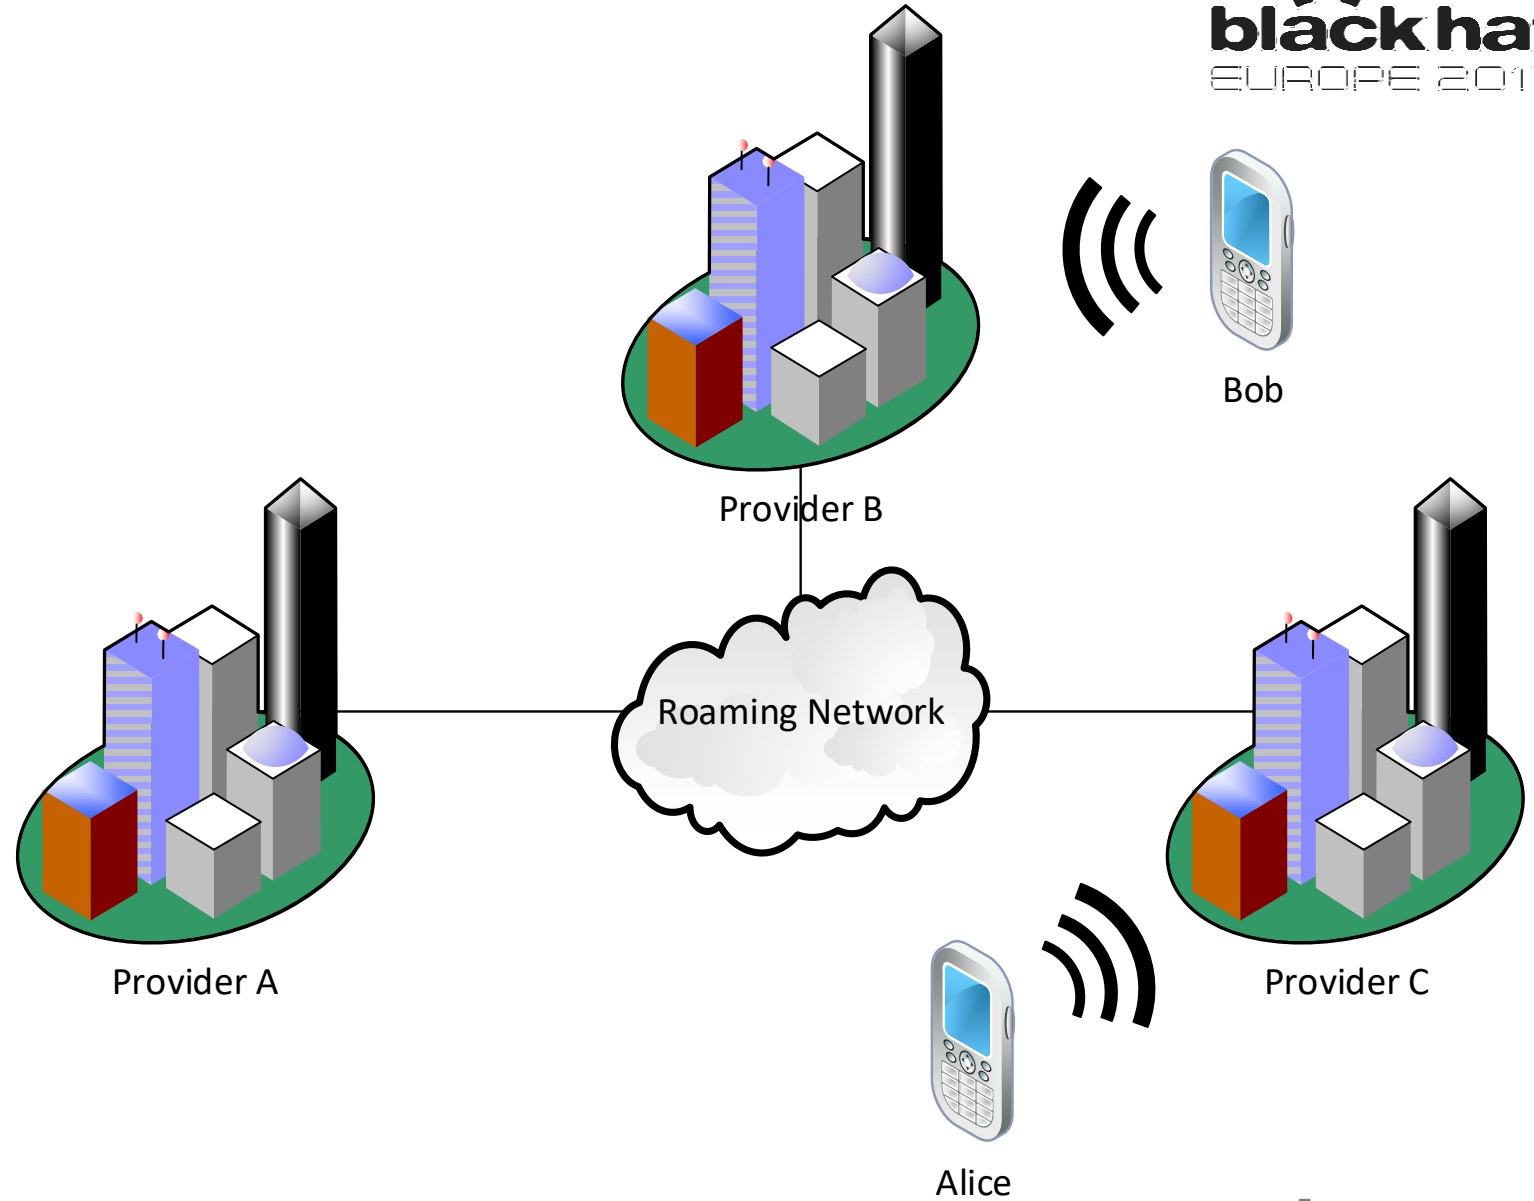 black ha
EUROPE 201
Bob
Provider B
Roaming Network
Provider A
Provider C
Alice